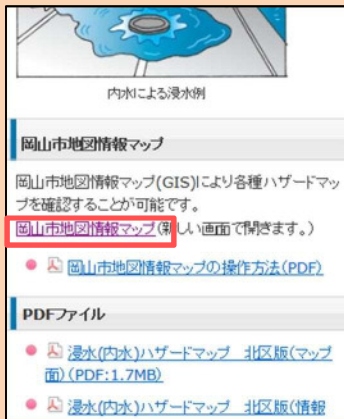 内水による浸水例
岡山市地図情報マップ
岡山市地図情報マップ(GIS)により各種ハザードマッ
プを確認することが可能です。
岡山市地図情報マップ(新しい画面で開きます。)
岡山市地図情報マップの操作方法(PDF)
PDFファイル
浸水(内水)ハザードマップ 北区版(マップ
面)(PDF:1.7MB)
浸水(内水)ハザードマップ 北区版(情報